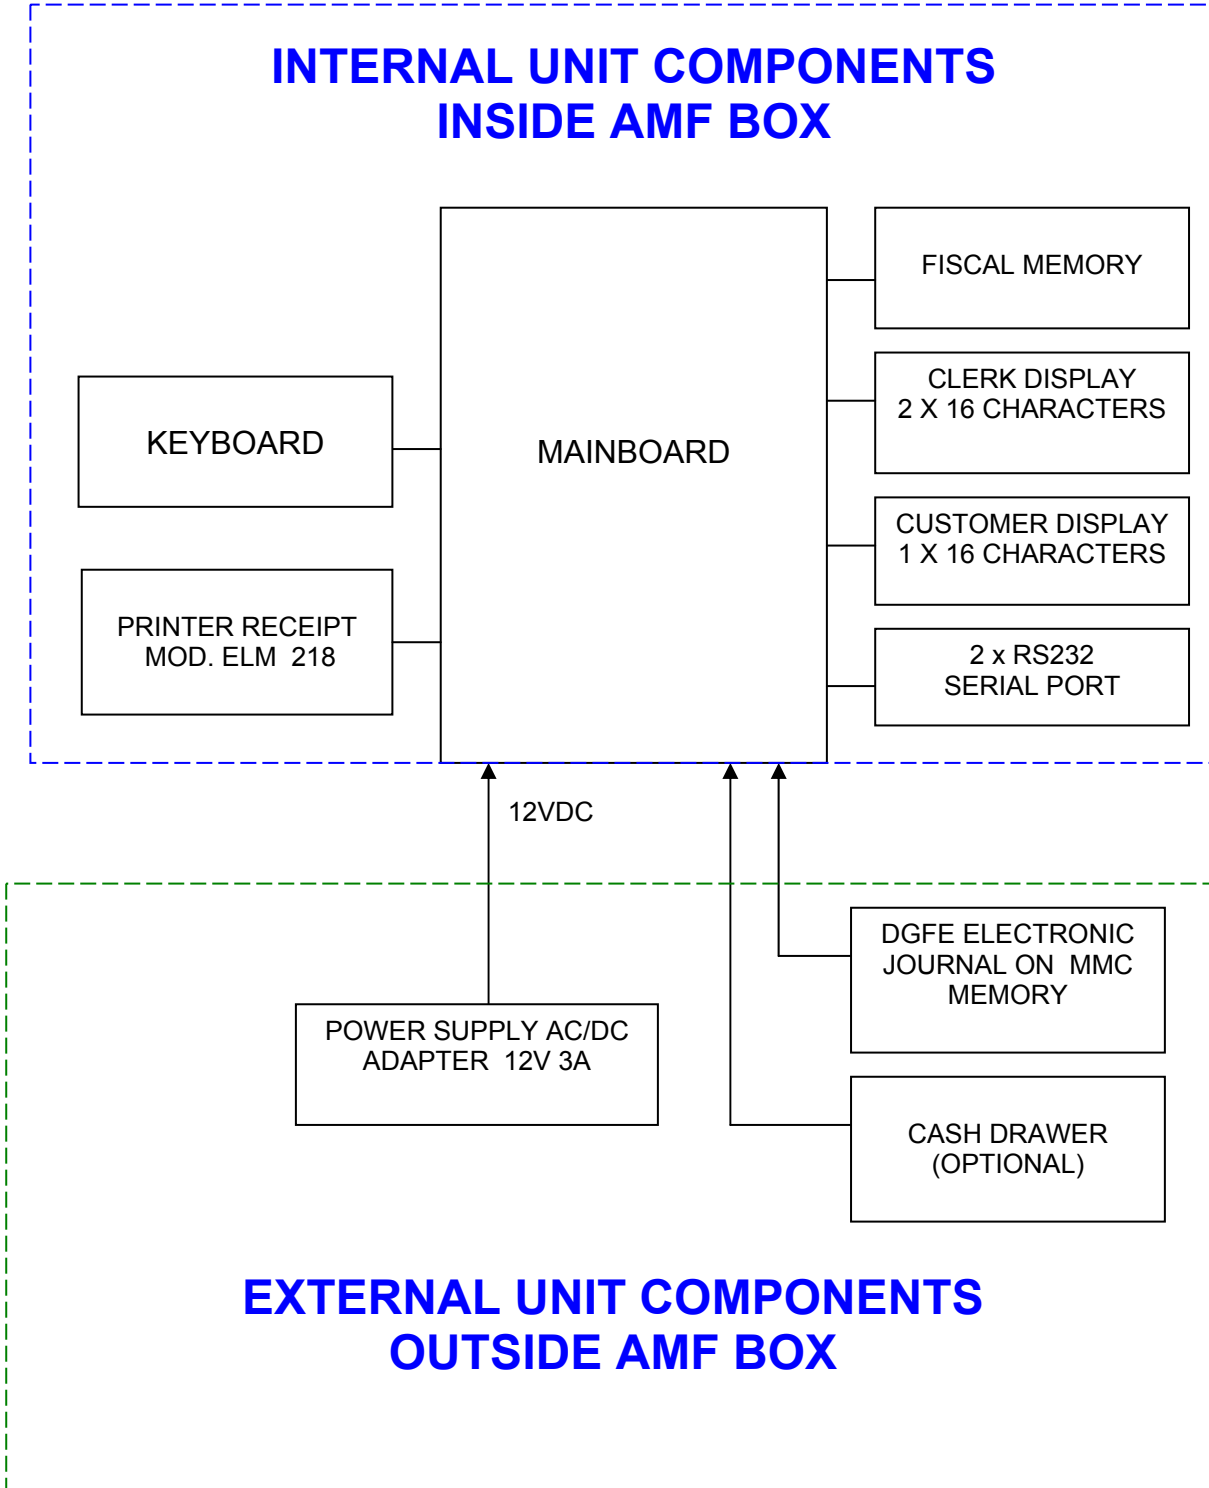 INTERNAL UNIT COMPONENTS
INSIDE AMF BOX
FISCAL MEMORY
CLERK DISPLAY
2 X 16 CHARACTERS
KEYBOARD
MAINBOARD
CUSTOMER DISPLAY
1 X 16 CHARACTERS
PRINTER RECEIPT
MOD. ELM 218
2 x RS232
SERIAL PORT
12VDC
DGFE ELECTRONIC
JOURNAL ON MMC
MEMORY
POWER SUPPLY AC/DC
ADAPTER 12V 3A
CASH DRAWER
(OPTIONAL)
EXTERNAL UNIT COMPONENTS
OUTSIDE AMF BOX